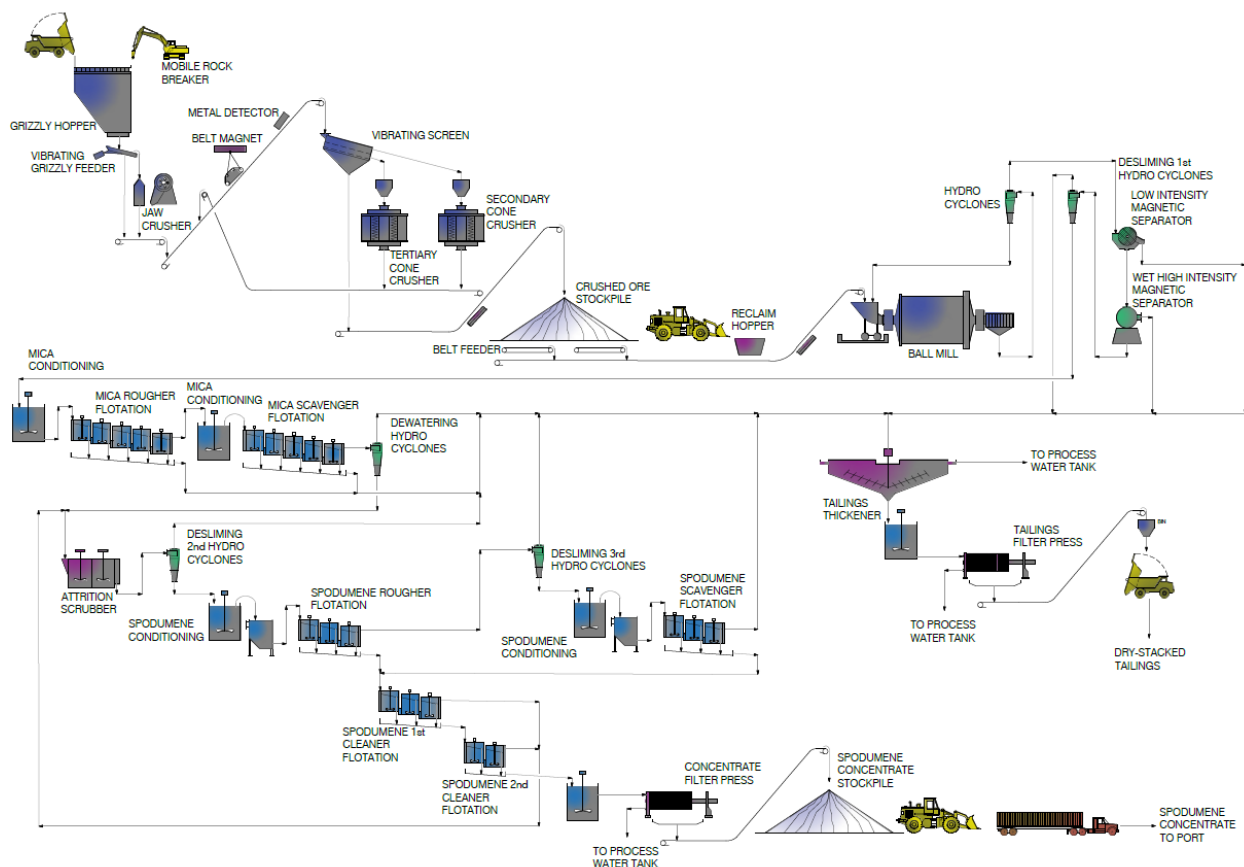 MOBILE ROCK
BREAKER
GRIZZLY HOPPER
VIBRATING
GRIZZLY FEEDER
JAW
CRUSHER
METAL DETECTOR
BELT MAGNET
VIBRATING SCREEN
SECONDARY
CONE
CRUSHER
TERTIARY
CONE
CRUSHER
CRUSHED ORE
STOCKPILE
BELT FEEDER
RECLAIM
HOPPER
BALL MILL
HYDRO
CYCLONES
DESLIMING 1st
HYDRO CYCLONES
LOW INTENSITY
MAGNETIC
SEPARATOR
WET HIGH INTENSITY
MAGNETIC
SEPARATOR
MICA
CONDITIONING
MICA ROUGHER
FLOTATION
MICA
CONDITIONING
MICA SCAVENGER
FLOTATION
DEWATERING
HYDRO
CYCLONES
TO PROCESS
WATER TANK
TAILINGS
THICKENER
TAILINGS
FILTER PRESS
BIN
TO PROCESS
WATER TANK
DRY-STACKED
TAILINGS
ATTRITION
SCRUBBER
DESLIMING
2nd HYDRO
CYCLONES
SPODUMENE
CONDITIONING
SPODUMENE ROUGHER
FLOTATION
DESLIMING 3rd
HYDRO CYCLONES
SPODUMENE
CONDITIONING
SPODUMENE
SCAVENGER
FLOTATION
SPODUMENE 1st
CLEANER
FLOTATION
SPODUMENE 2nd
CLEANER
FLOTATION
CONCENTRATE
FILTER PRESS
TO PROCESS
WATER TANK
SPODUMENE
CONCENTRATE
STOCKPILE
SPODUMENE
CONCENTRATE
TO PORT